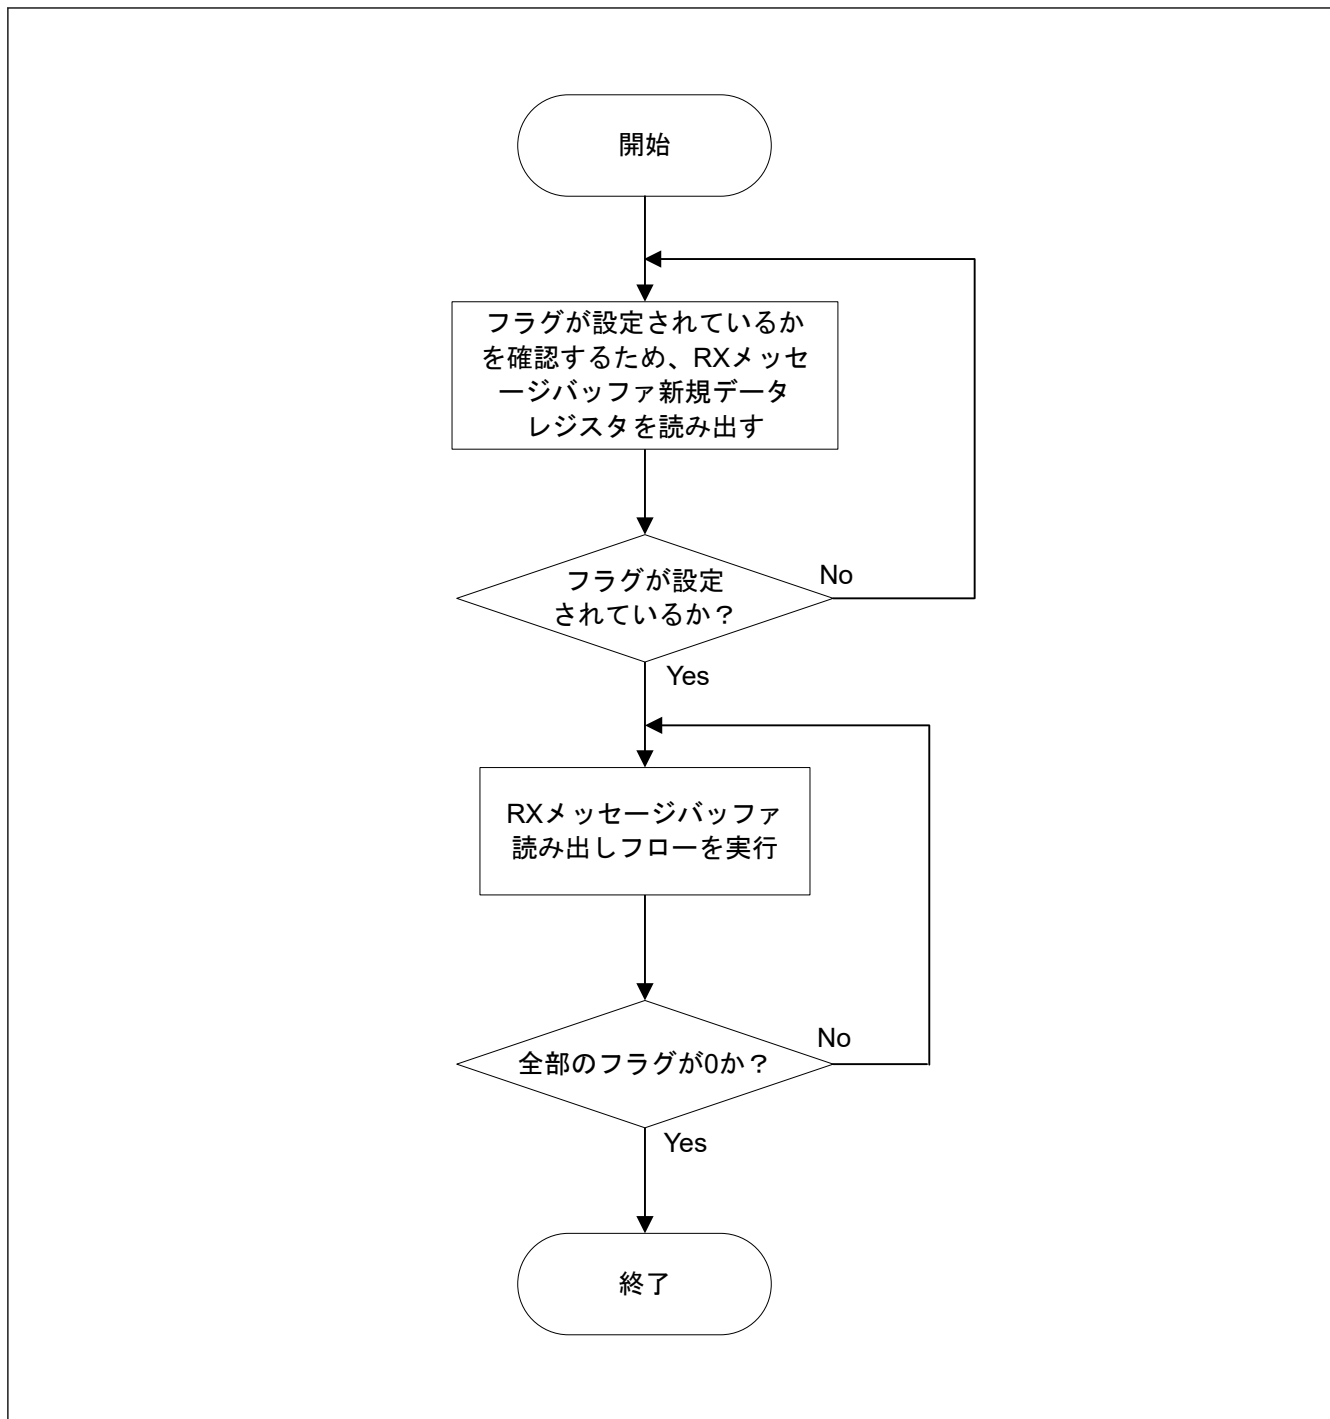 開始
フラグが設定されているか
を確認するため、RXメッセ
ージバッファ新規データ
レジスタを読み出す
フラグが設定
されているか？
No
Yes
RXメッセージバッファ
読み出しフローを実行
全部のフラグが0か？
No
Yes
終了